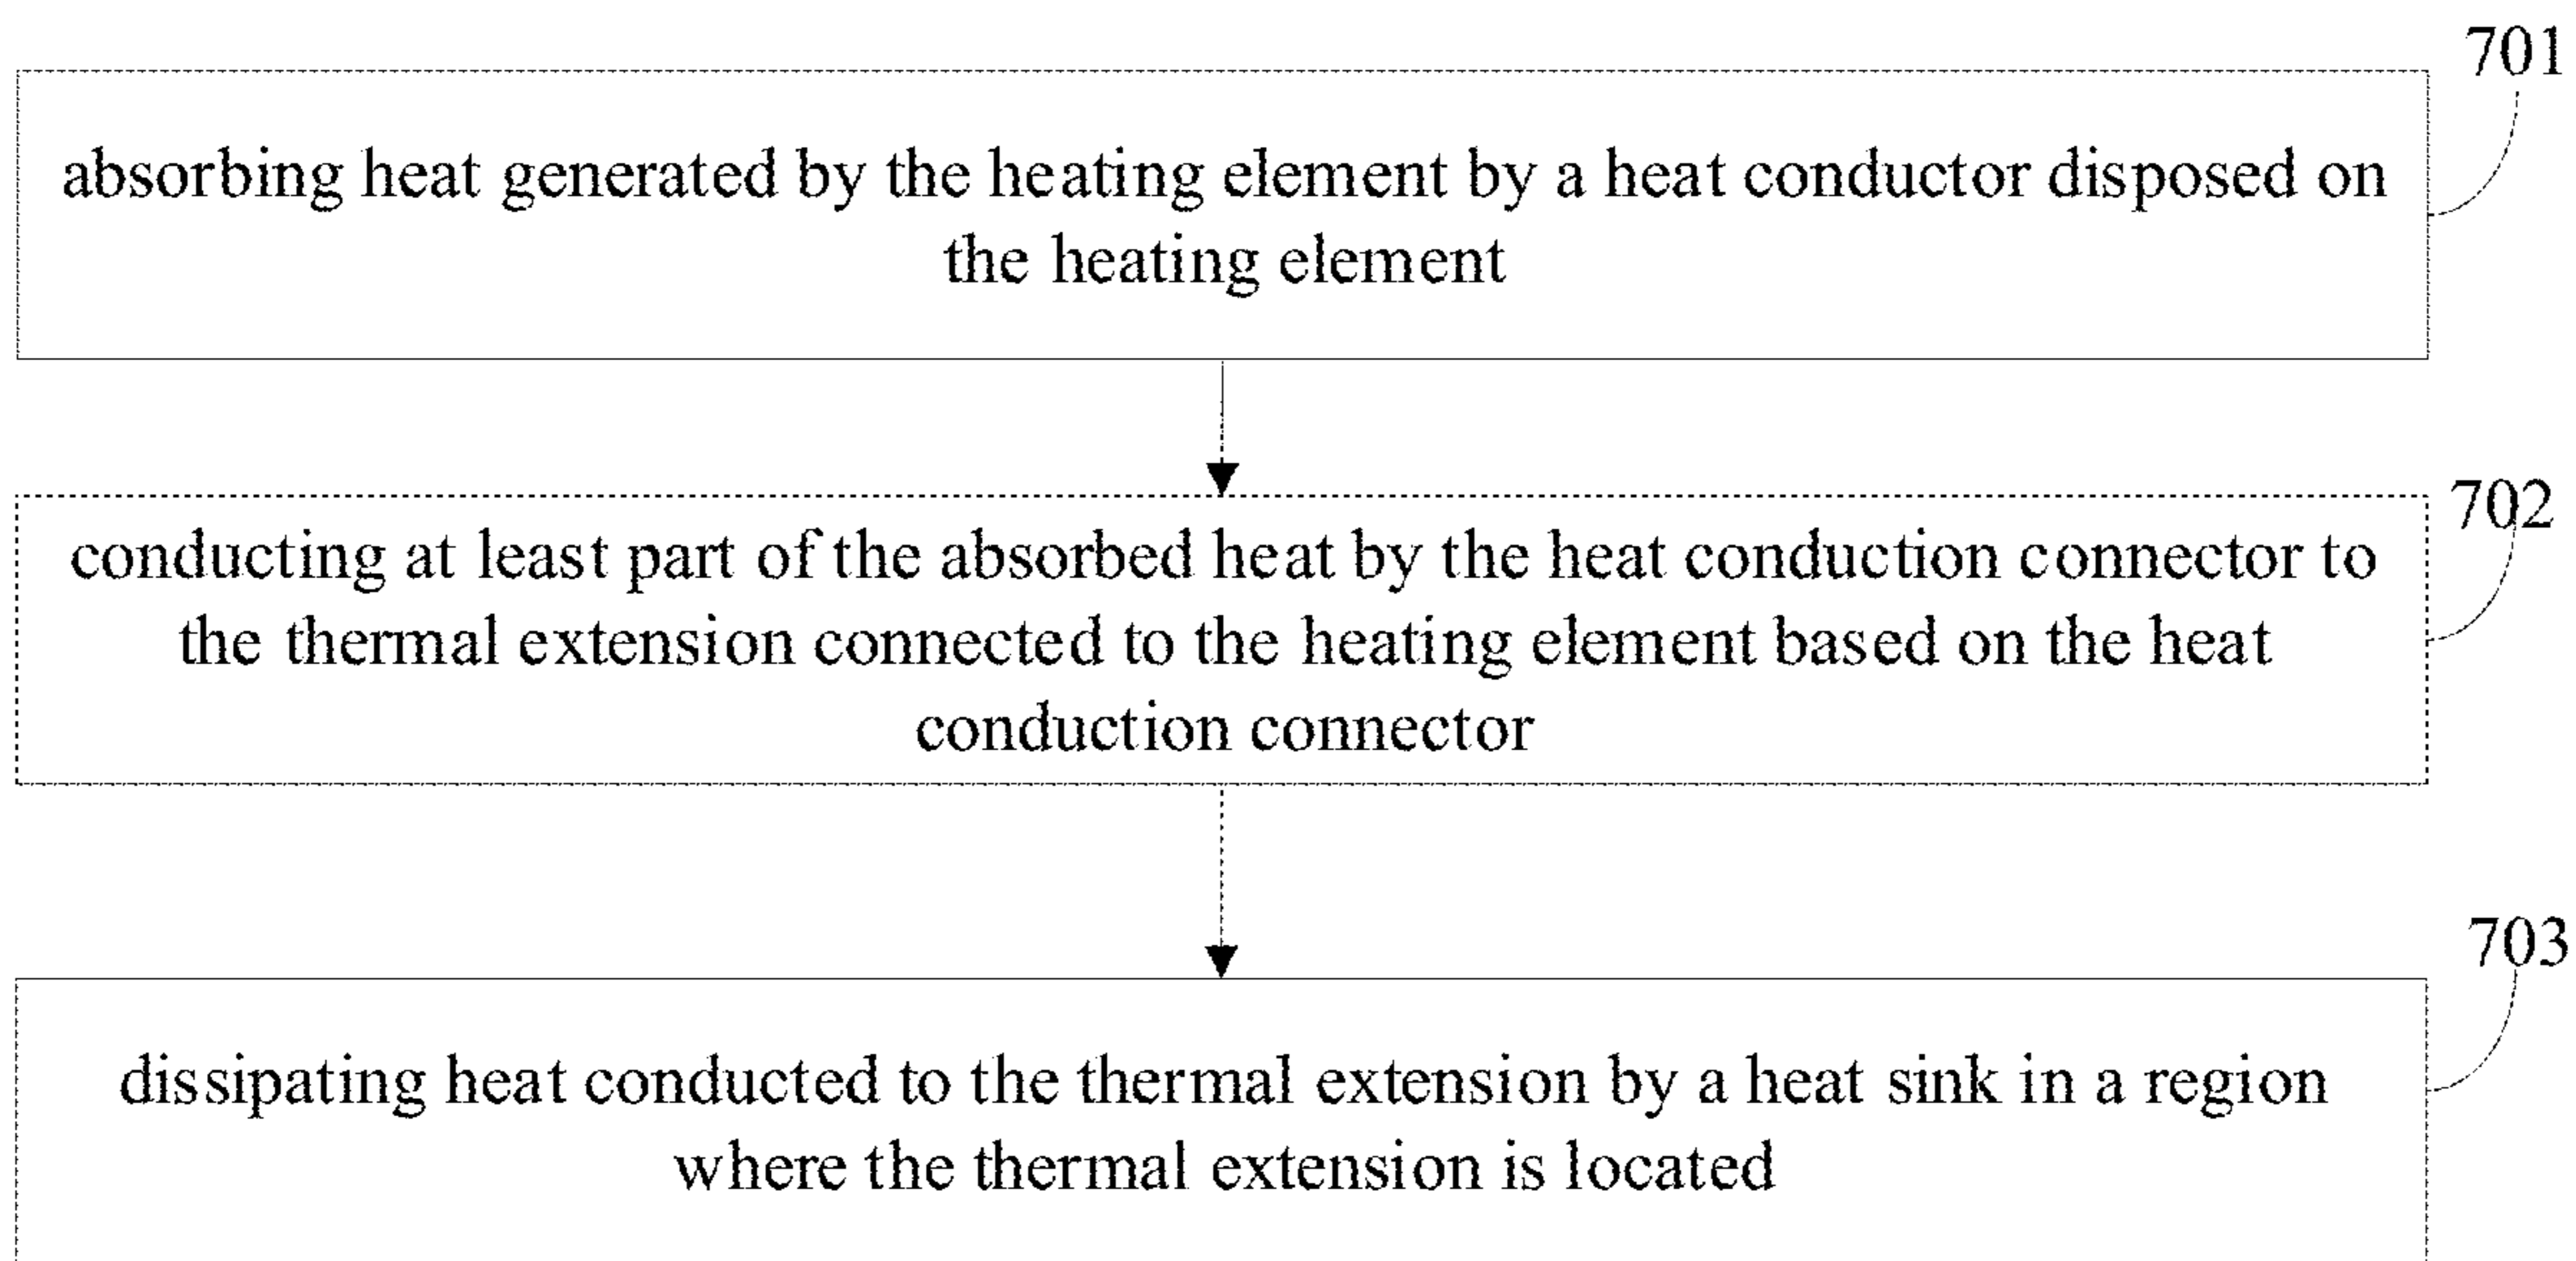 701
absorbing heat generated by the heating element by a heat conductor disposed on
the heating element
702
conducting at least part of the absorbed heat by the heat conduction connector to
the thermal extension connected to the heating element based on the heat
conduction connector
703
dissipating heat conducted to the thermal extension by a heat sink in a region
where the thermal extension is located